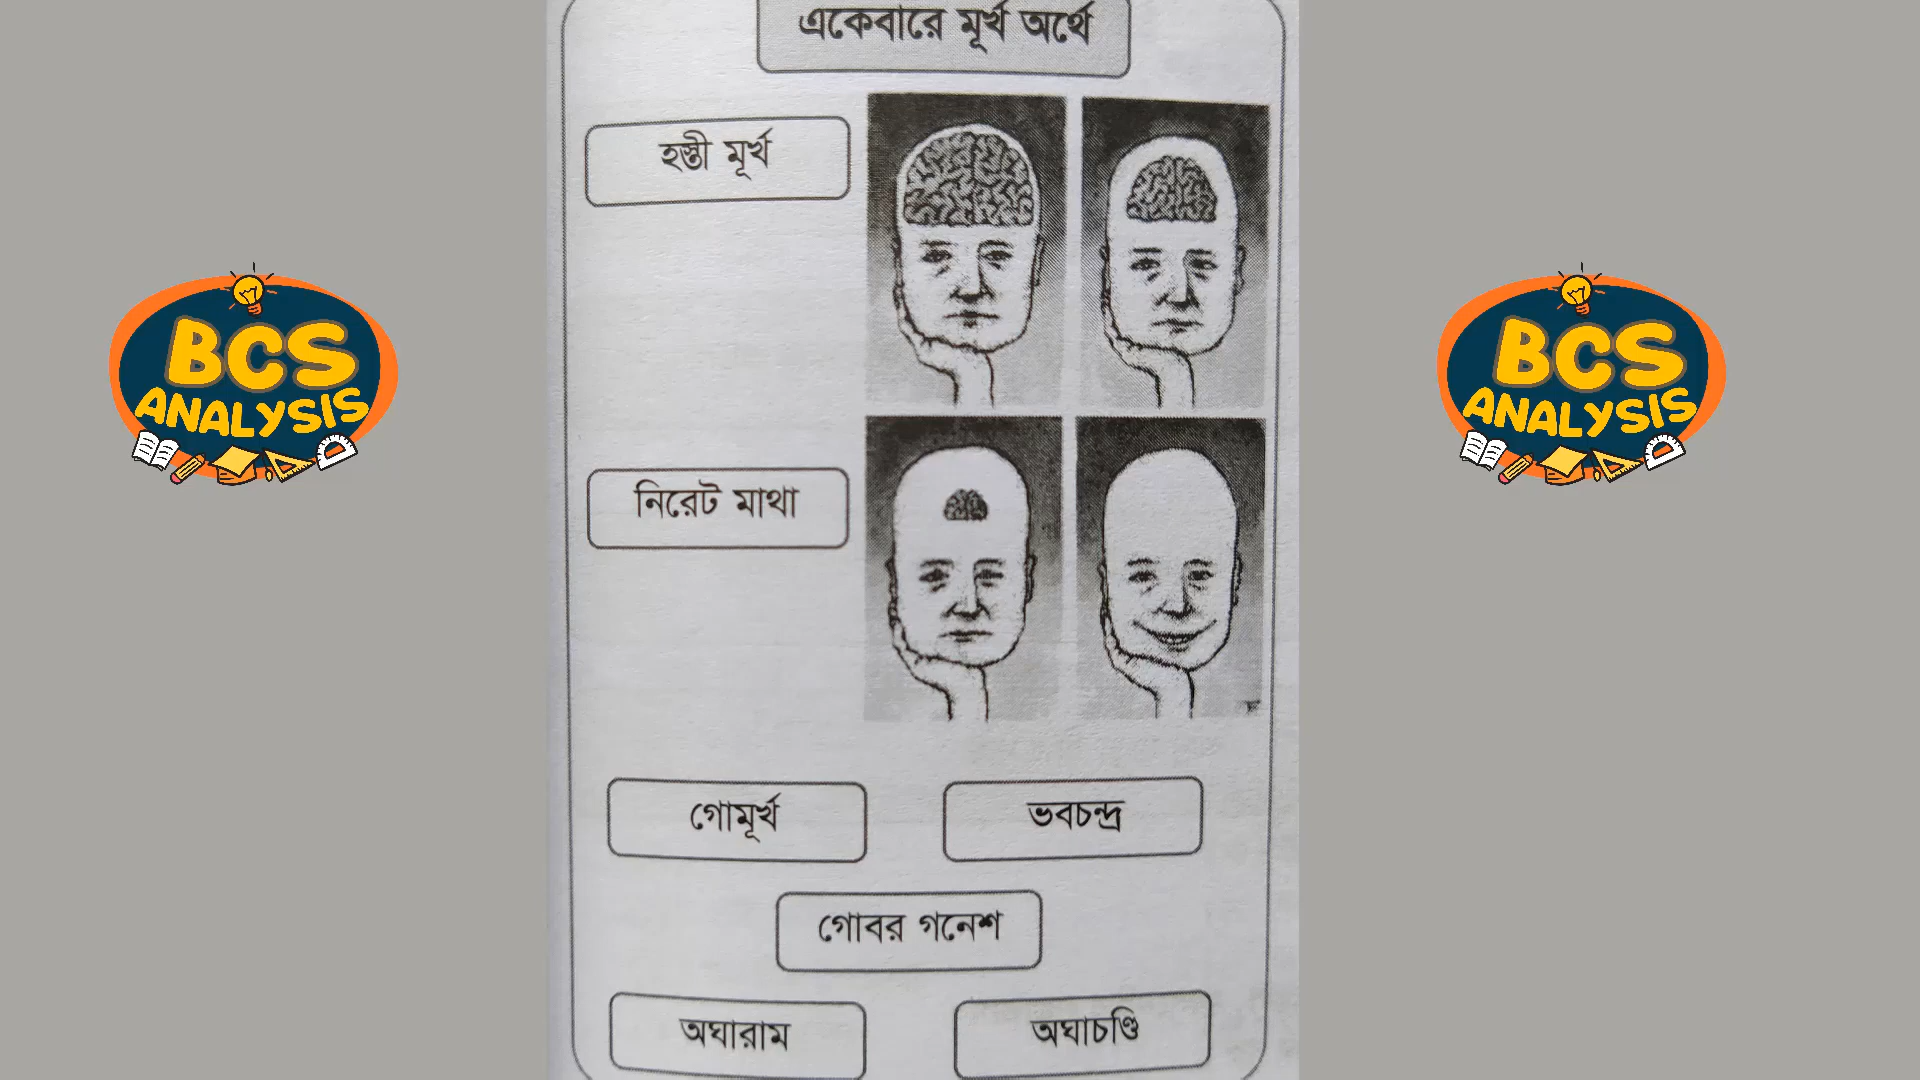 একেবারে মূর্খ অর্থে
হস্তী মূর্খ
নিরেট মাথা
গোমূর্খ
ভবচন্দ্র
গোবর গনেশ
অঘারাম
অঘাচণ্ডি
BCS
ANALYSIS
BCS
ANALYSIS